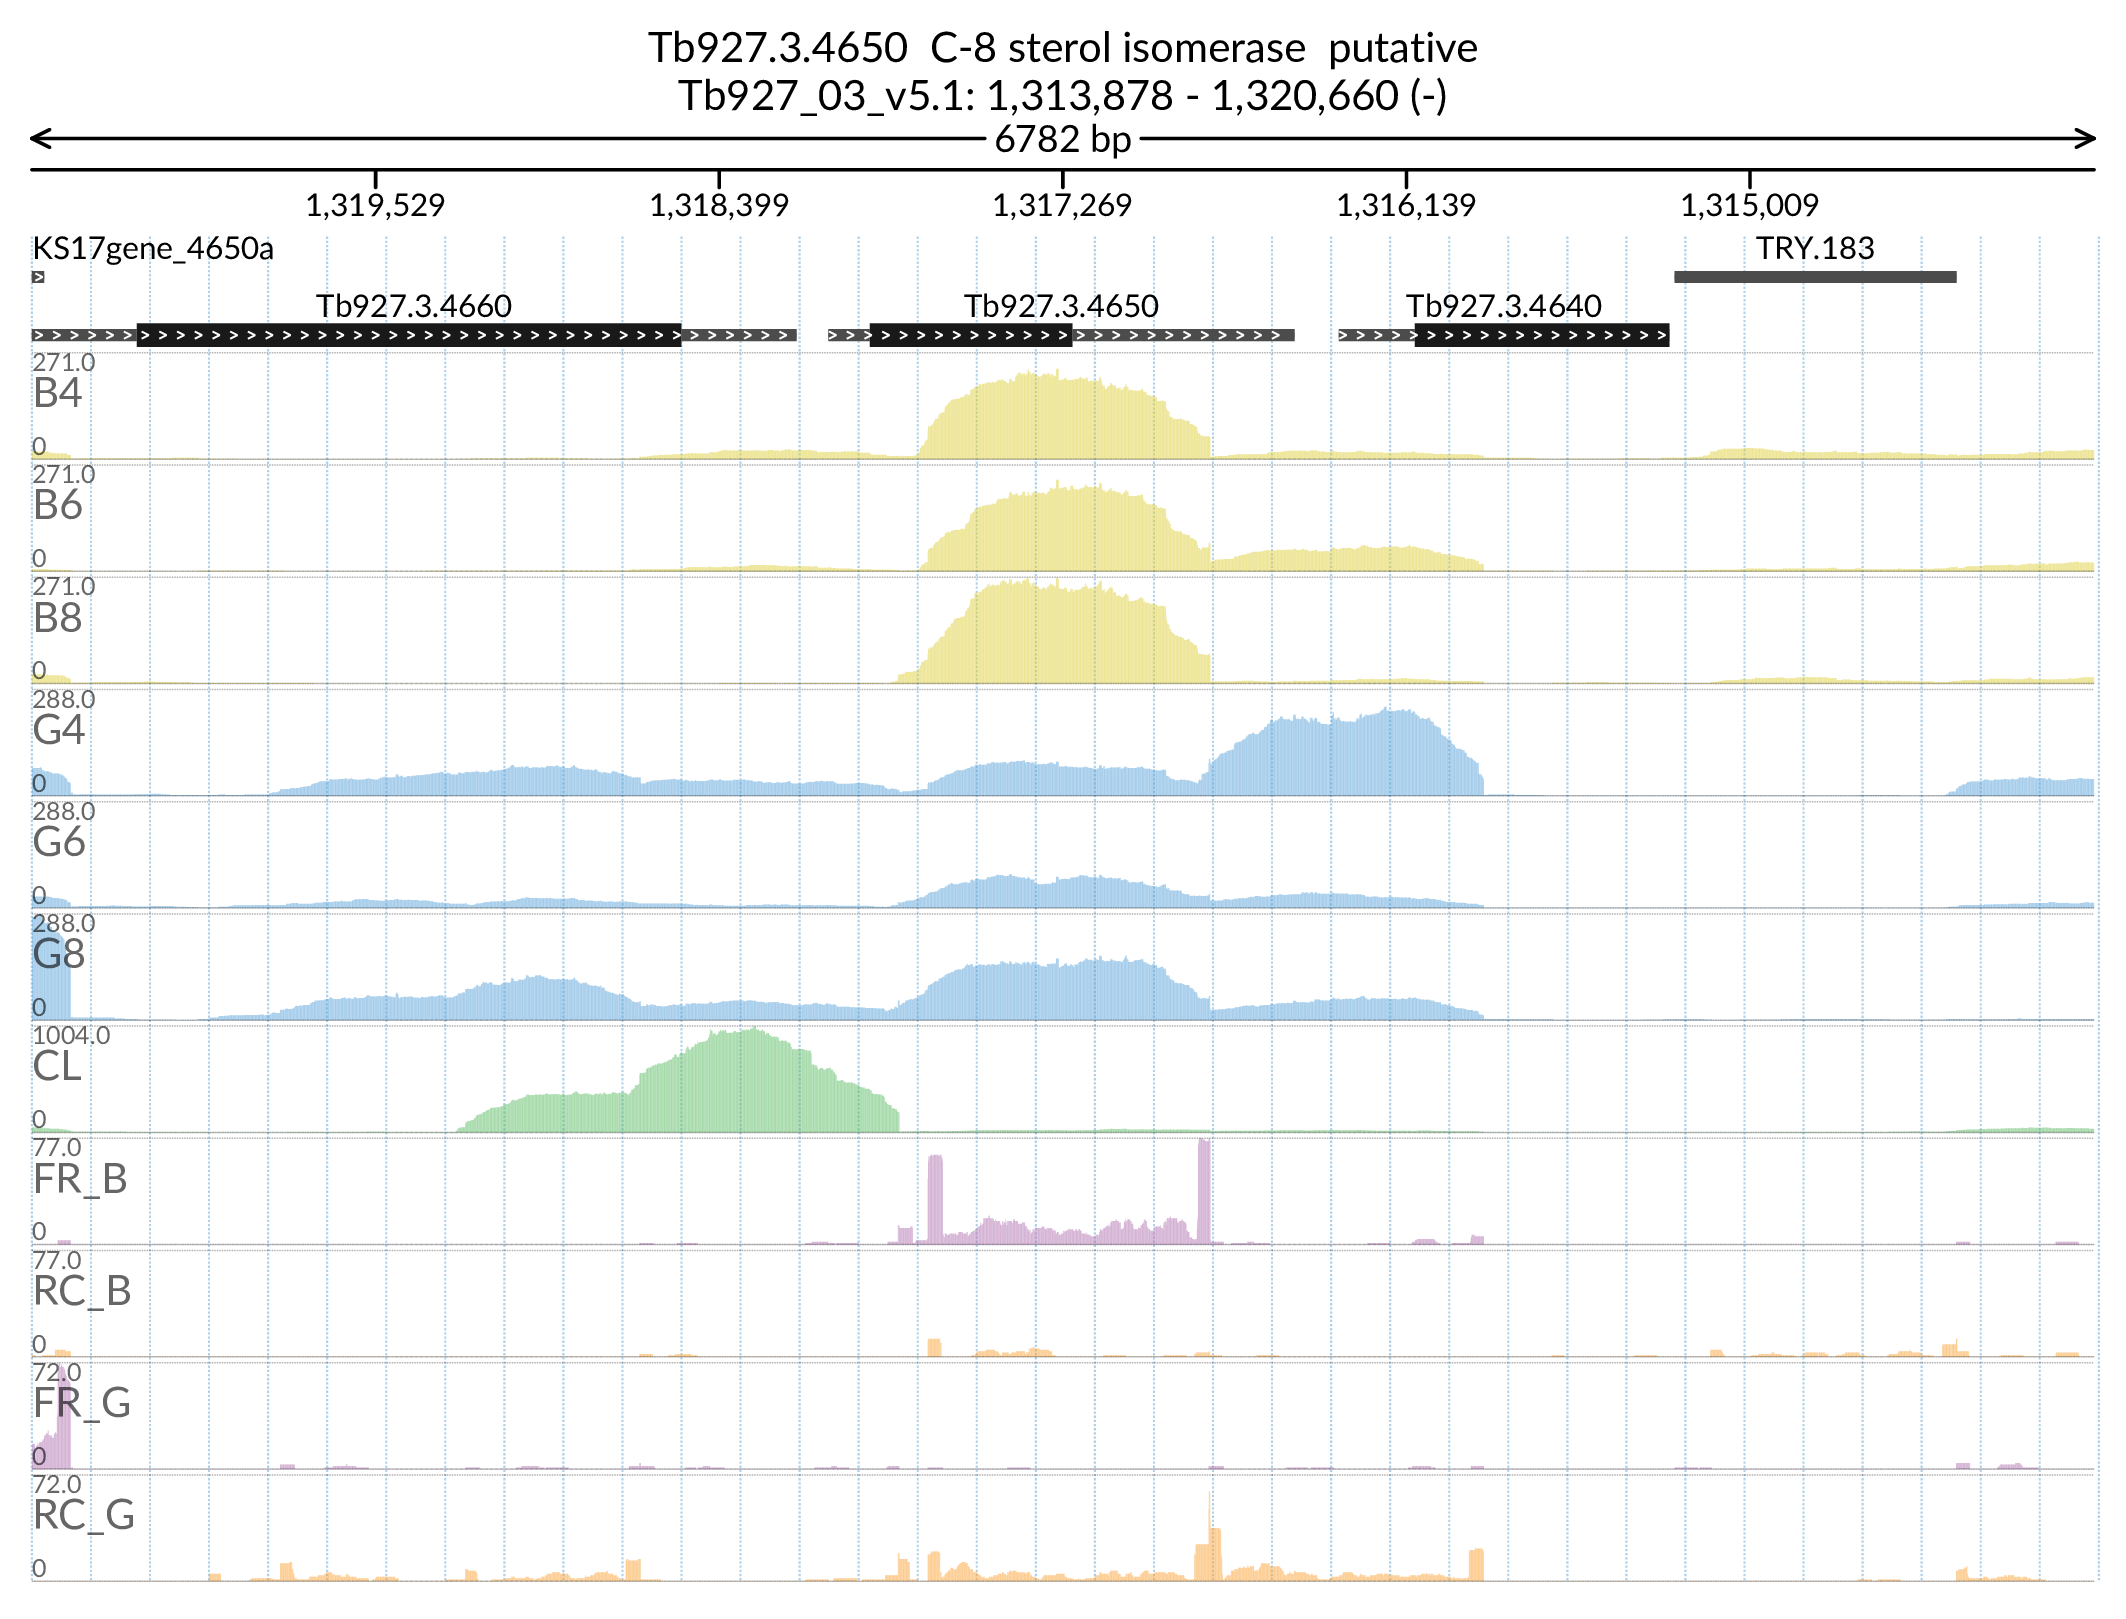 Tb927.3.4650  C-8 sterol isomerase  putative
Tb927_03_v5.1: 1,313,878 - 1,320,660 (-)
6782 bp
1,319,529 1,318,399 1,317,269 1,316,139 1,315,009
KS17gene_4650a TRY.183
Tb927.3.4660 Tb927.3.4650 Tb927.3.4640
271.0
B4
0
271.0
B6
0
271.0
B8
0
288.0
G4
0
288.0
G6
0
288.0
G8
0
1004.0
CL
0
77.0
FR_B
0
77.0
RC_B
0
72.0
FR_G
0
72.0
RC_G
0